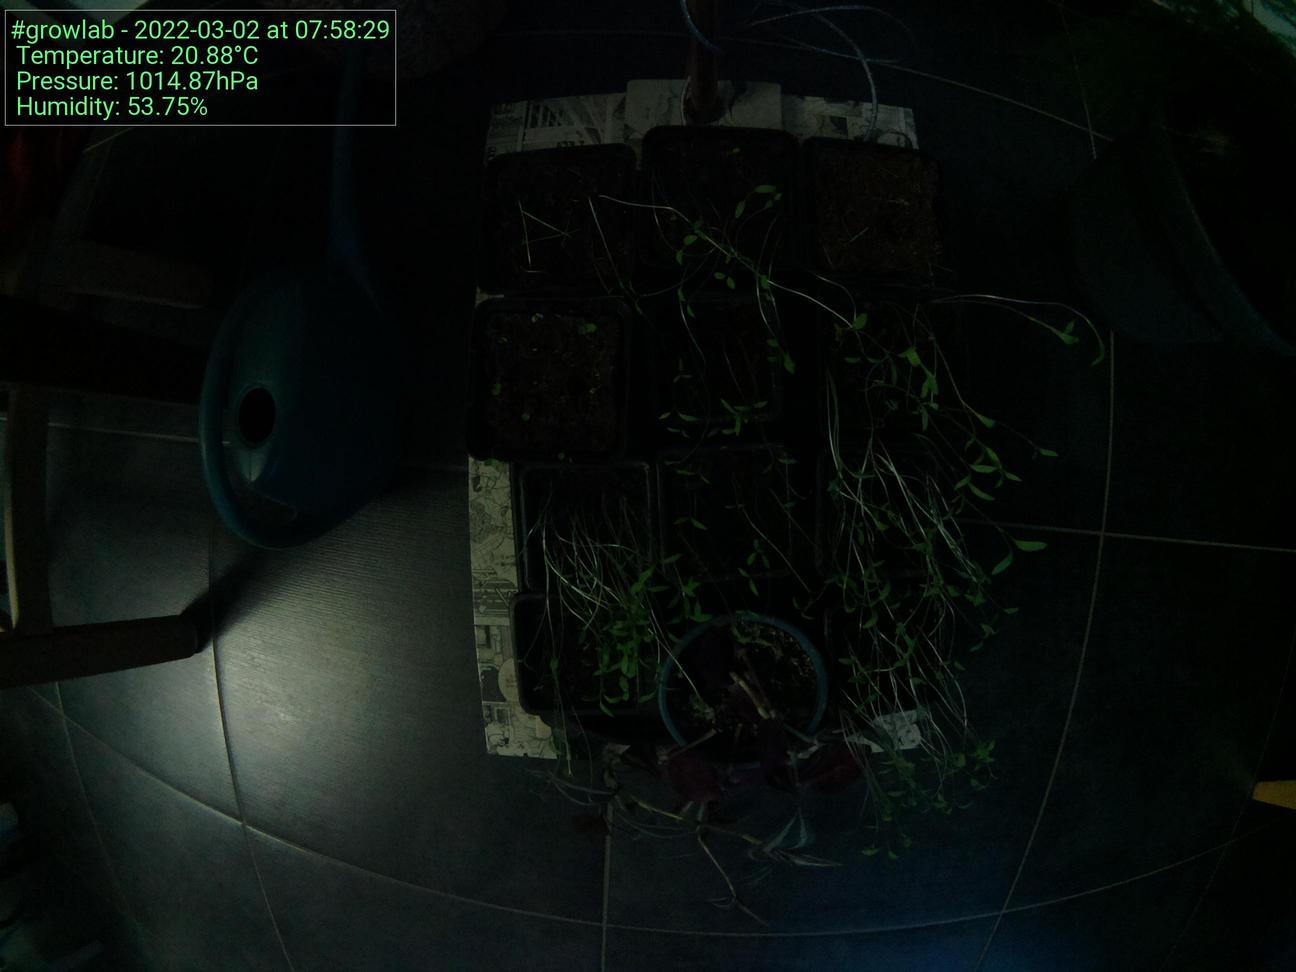 #growlab - 2022-03-02 at 07:58:29
Temperature: 20.88°C
Pressure: 1014.87hPa
Humidity: 53.75%